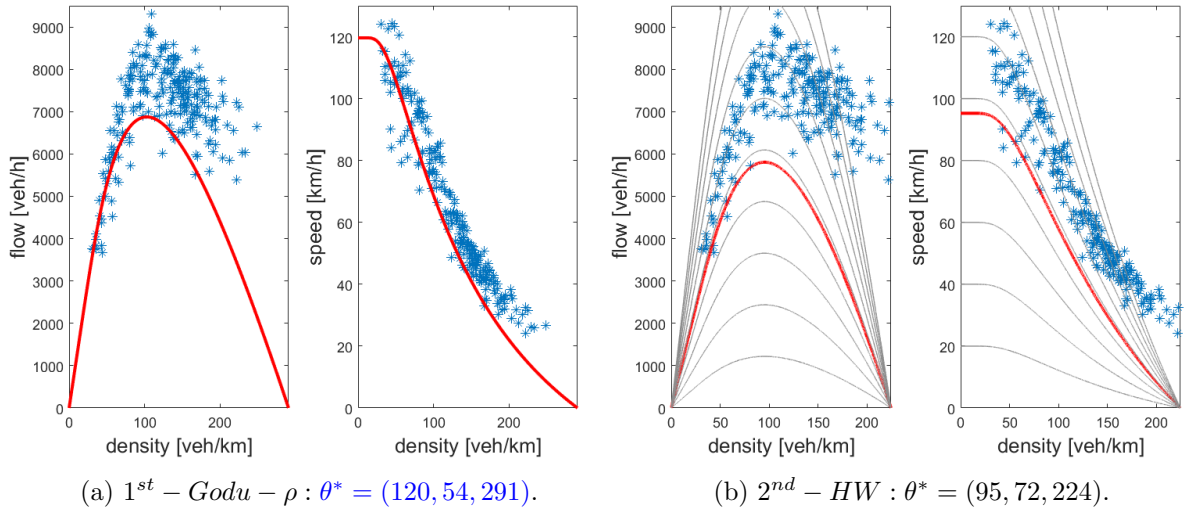 9000
8000
7000
6000
5000
4000
3000
2000
1000
0
flow [veh/h]
0 100 200
density [veh/km]
120
100
80
60
40
20
0
speed [km/h]
0 100 200
density [veh/km]
9000
8000
7000
6000
5000
4000
3000
2000
1000
0
flow [veh/h]
0 50 100 150 200
density [veh/km]
120
100
80
60
40
20
0
speed [km/h]
0 50 100 150 200
density [veh/km]
(a) 1^{st} − Godu − ρ : θ* = (120, 54, 291).
(b) 2^{nd} − HW : θ* = (95, 72, 224).